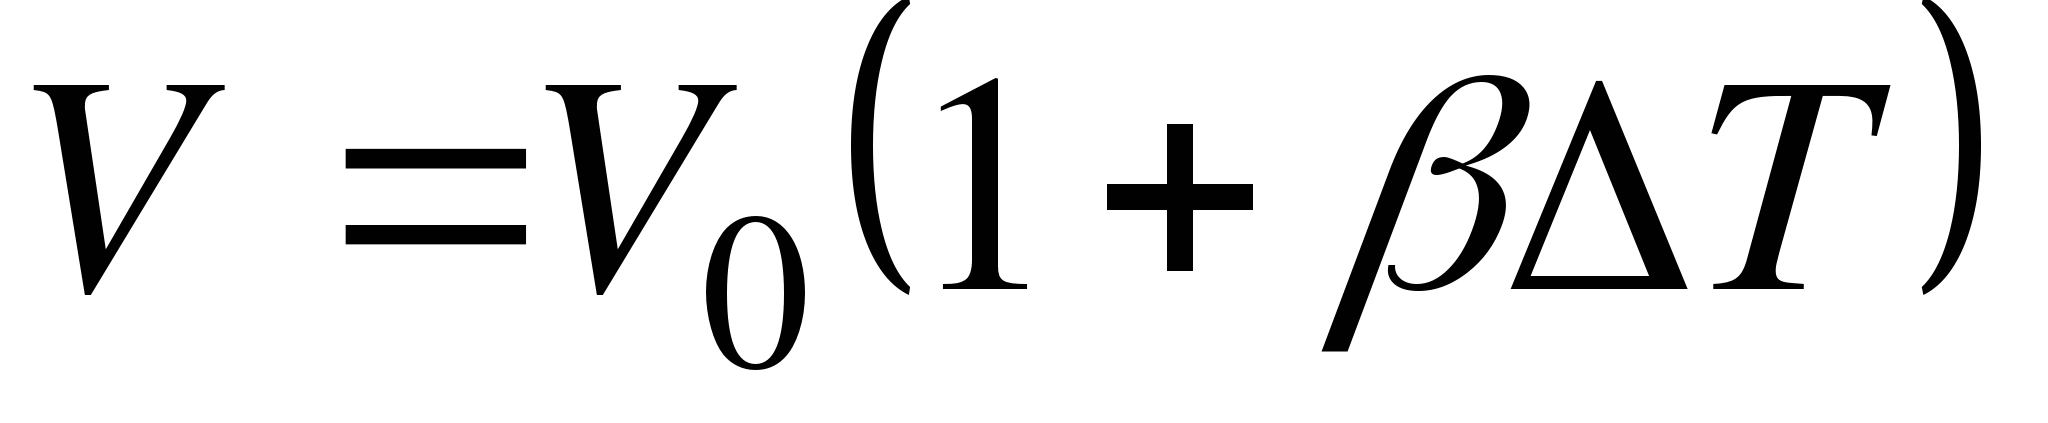 V = V₀(1 + βΔT)